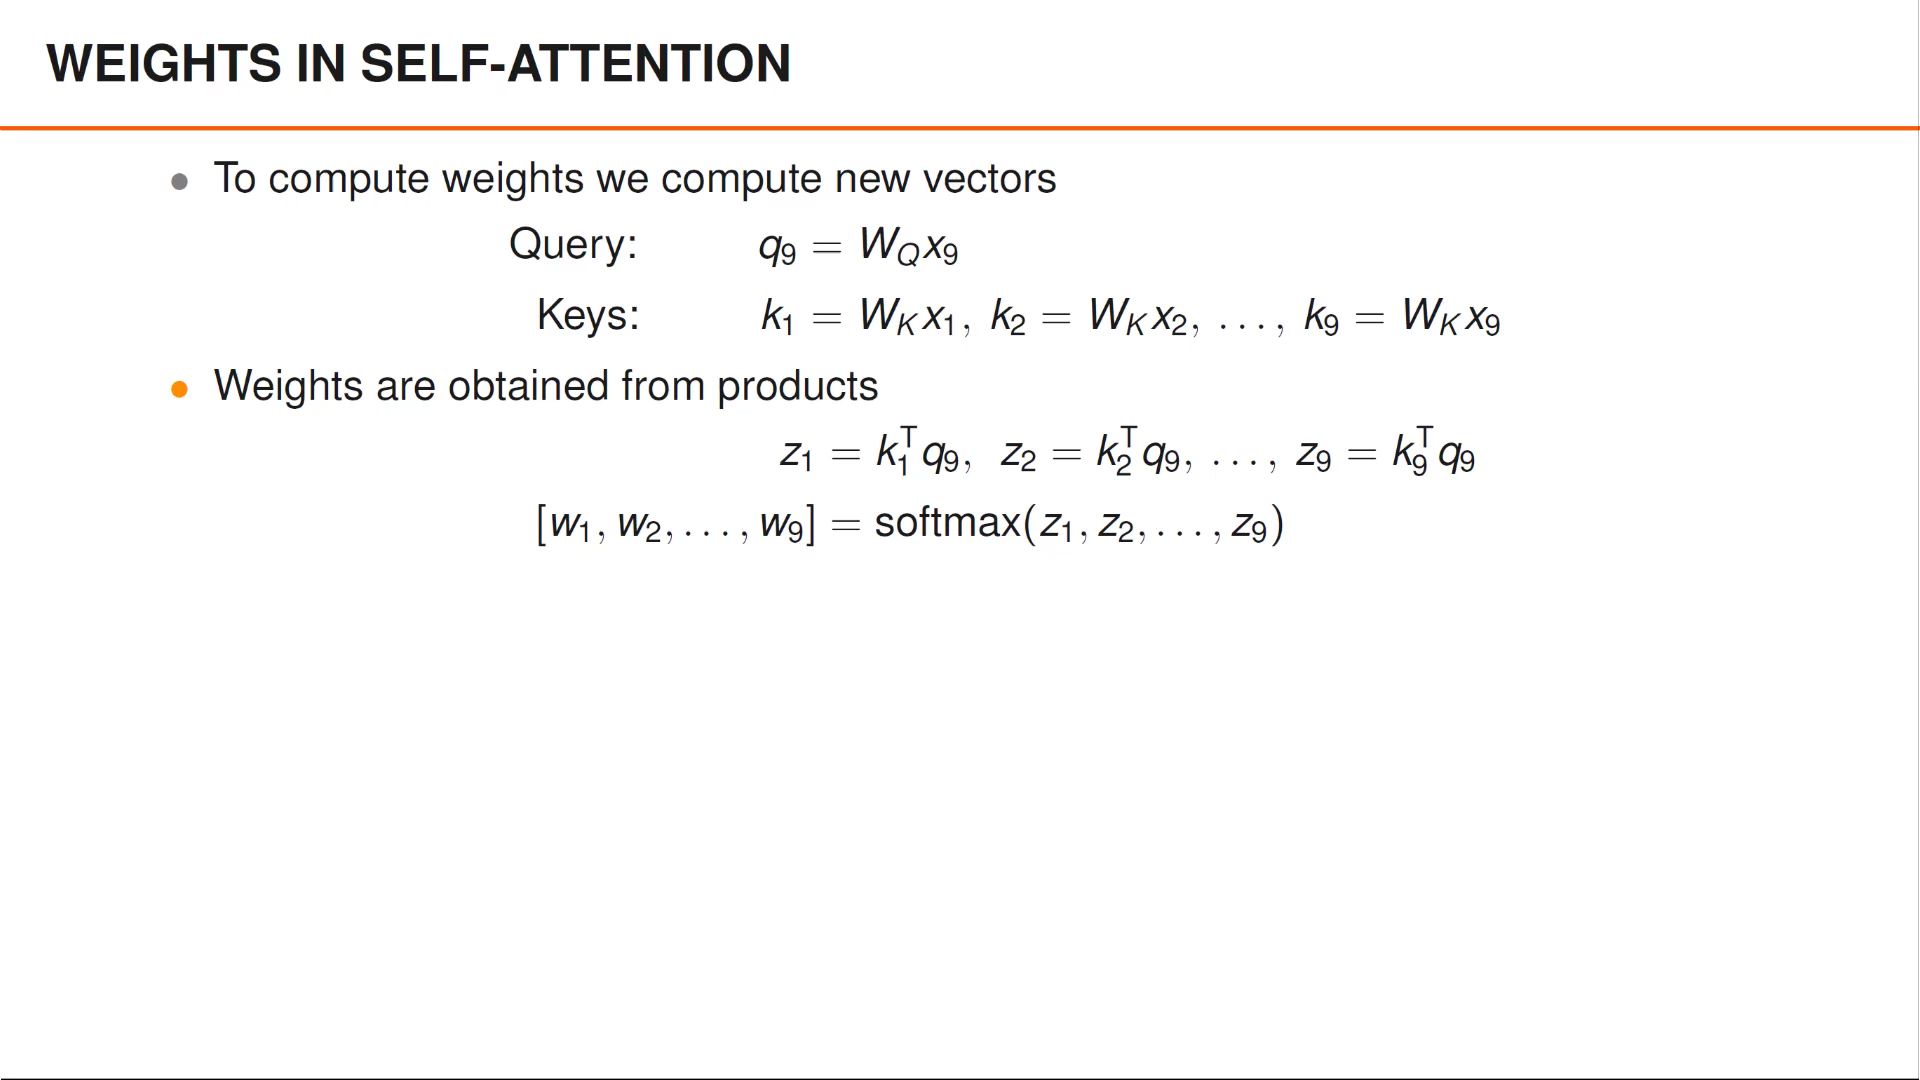 WEIGHTS IN SELF-ATTENTION
• To compute weights we compute new vectors
Query: q₉ = W_Q x₉
Keys: k₁ = W_K x₁, k₂ = W_K x₂, ..., k₉ = W_K x₉
• Weights are obtained from products
z₁ = k₁ᵀq₉, z₂ = k₂ᵀq₉, ..., z₉ = k₉ᵀq₉
[w₁, w₂, ..., w₉] = softmax(z₁, z₂, ..., z₉)